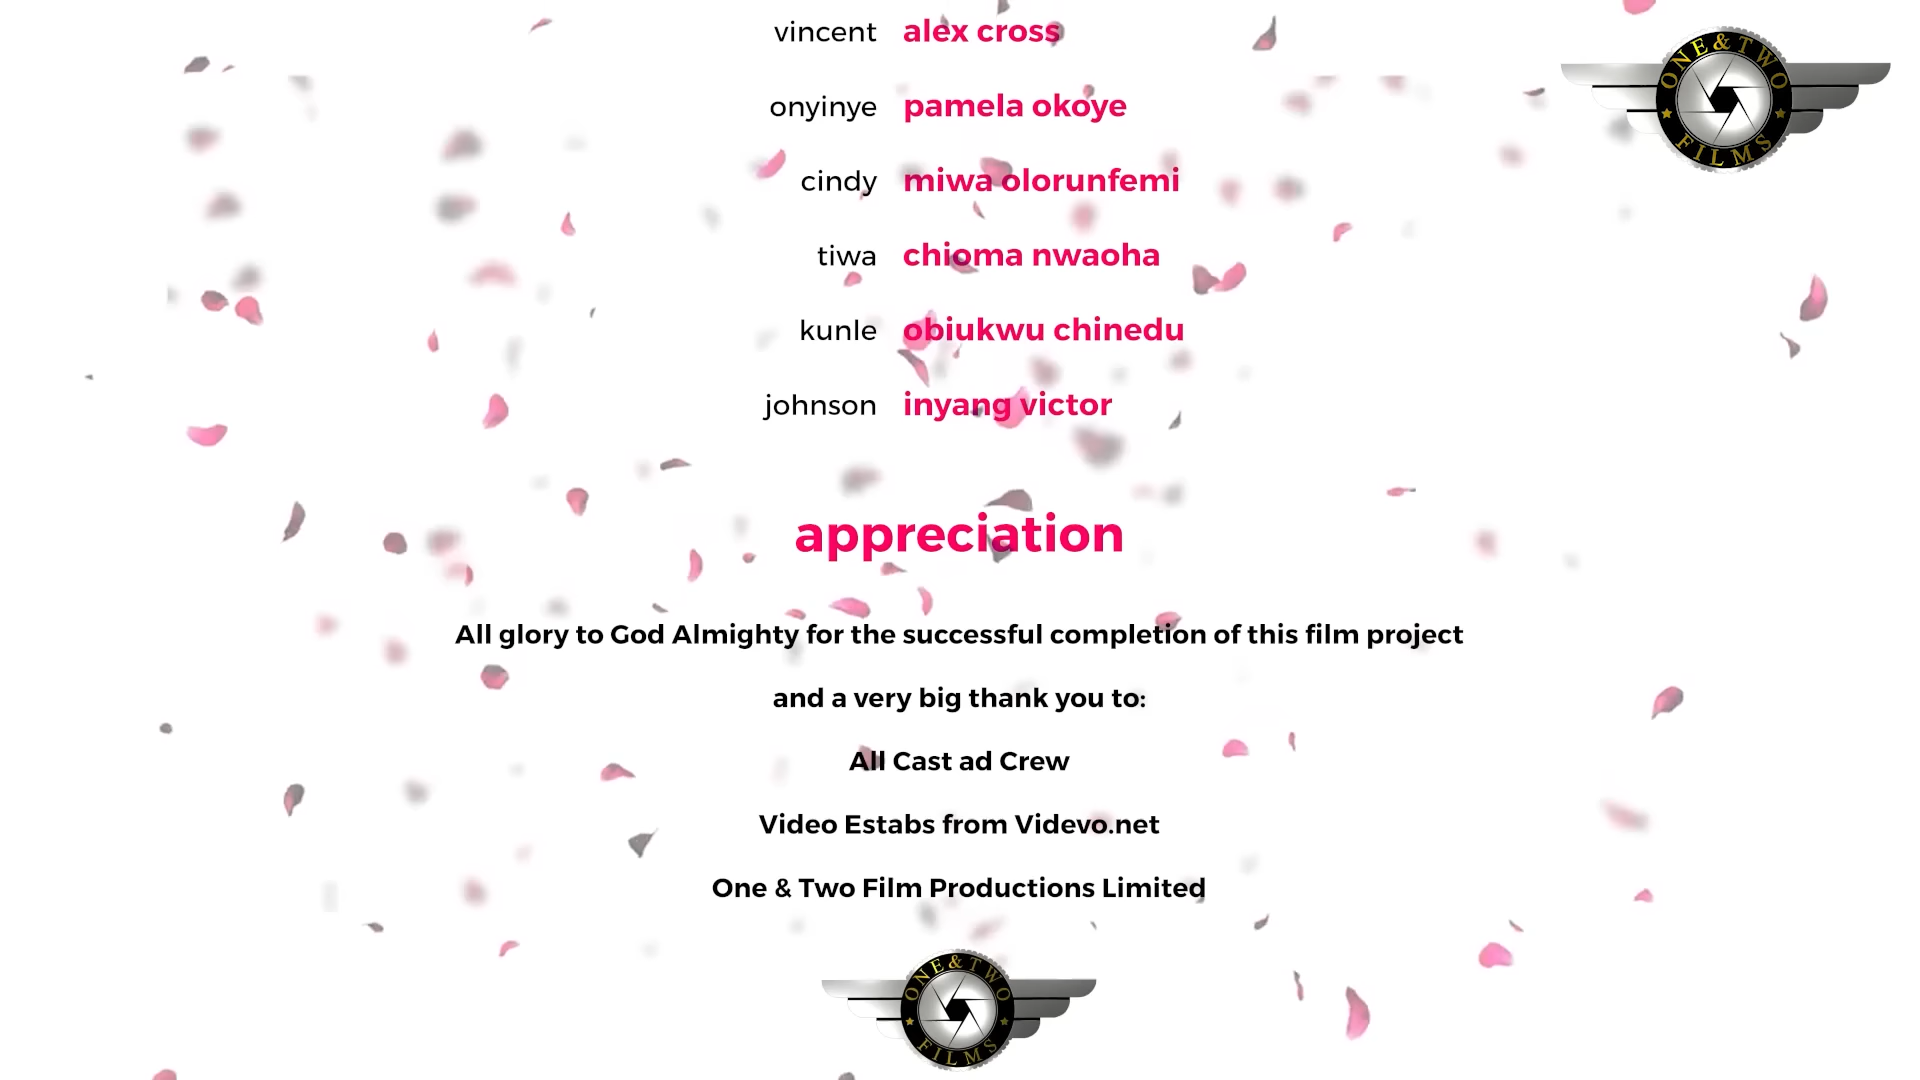 vincent alex cross
ONE & TWO FILMS
onyinye pamela okoye
cindy miwa olorunfemi
tiwa chioma nwaoha
kunle obiukwu chinedu
johnson inyang victor
appreciation
All glory to God Almighty for the successful completion of this film project
and a very big thank you to:
All Cast ad Crew
Video Estabs from Videvo.net
One & Two Film Productions Limited
ONE & TWO FILMS